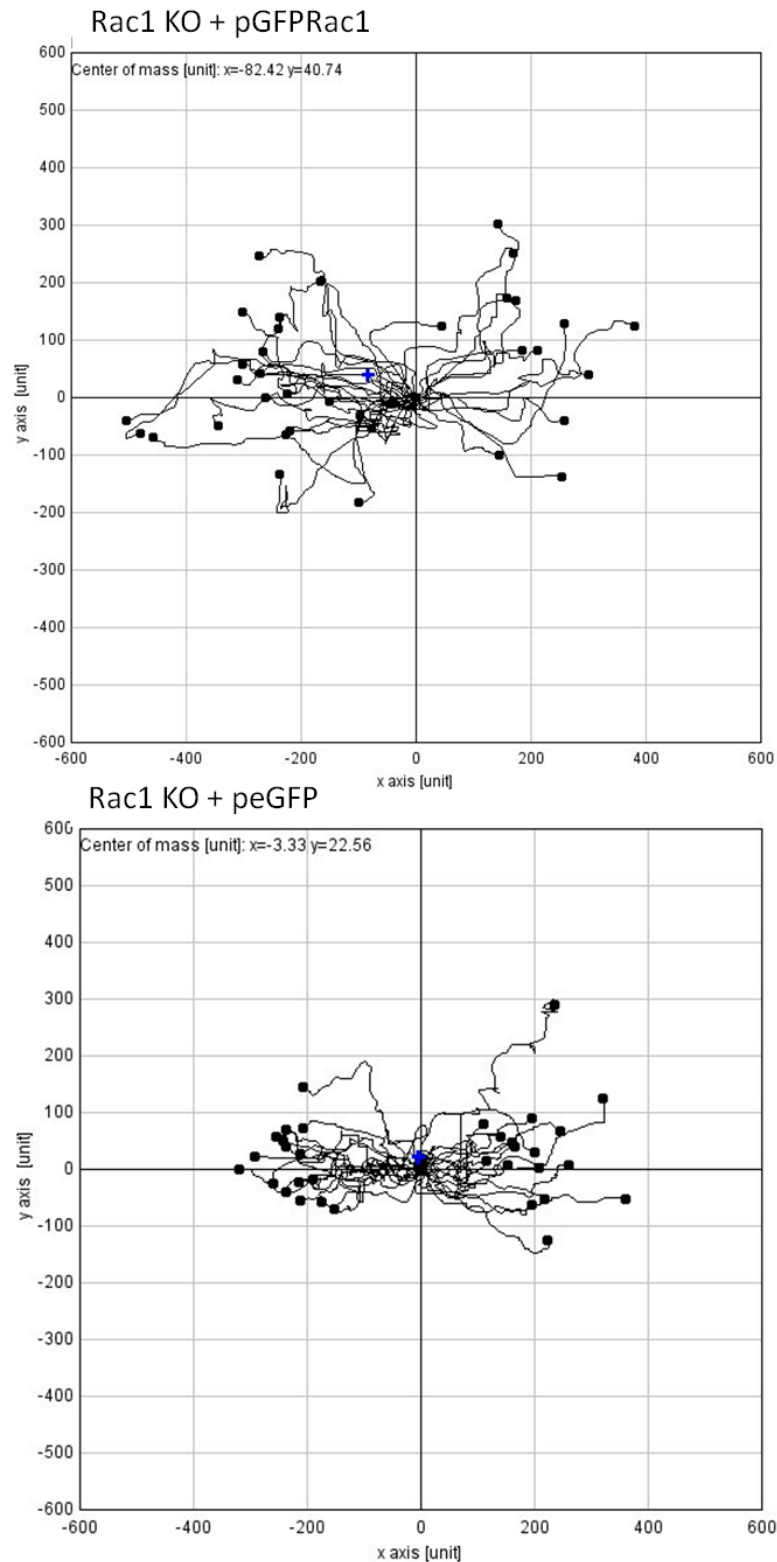 Rac1 KO + pGFPRac1
600
Center of mass [unit]: x=-82.42 y=40.74
500
400
300
200
100
0
-100
-200
-300
-400
-500
-600
y axis [unit]
-600 -400 -200 0 200 400 600
x axis [unit]
Rac1 KO + peGFP
600
Center of mass [unit]: x=-3.33 y=22.56
500
400
300
200
100
0
-100
-200
-300
-400
-500
-600
y axis [unit]
-600 -400 -200 0 200 400 600
x axis [unit]